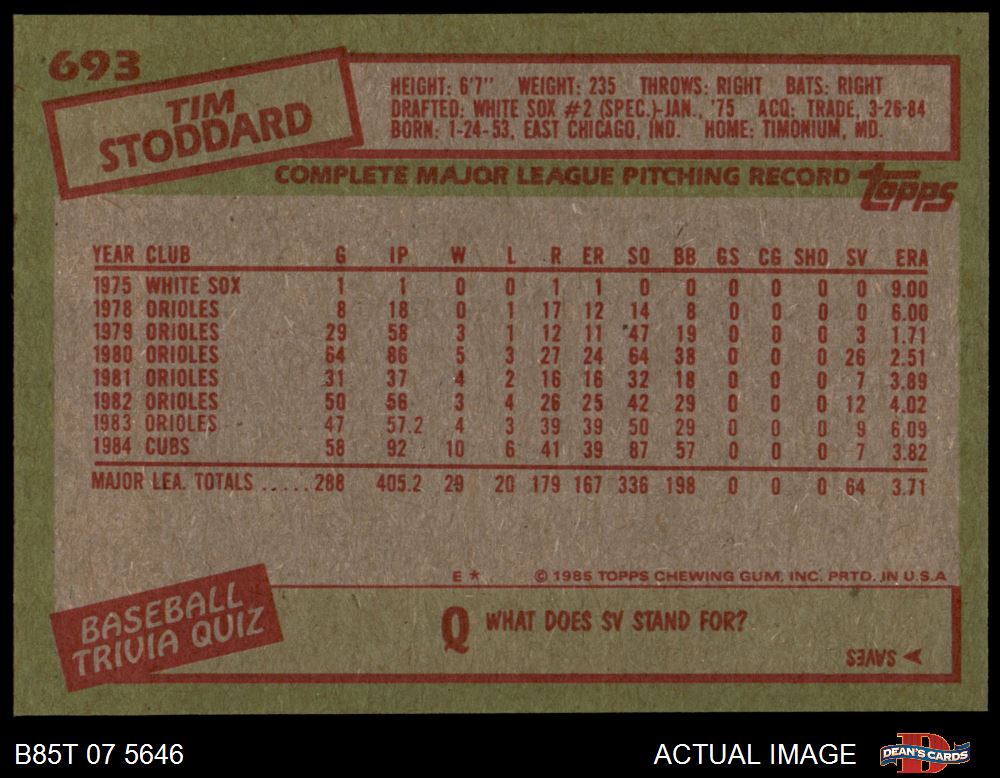 693
TIM
STODDARD
HEIGHT: 6'7" WEIGHT: 235 THROWS: RIGHT BATS: RIGHT
DRAFTED: WHITE SOX #2 (SPEC.)-JAN., '75 ACQ: TRADE, 3-26-84
BORN: 1-24-53, EAST CHICAGO, IND. HOME: TIMONIUM, MD.
COMPLETE MAJOR LEAGUE PITCHING RECORD
topps
YEAR CLUB G IP W L R ER SO BB GS CG SHO SV ERA
1975 WHITE SOX 1 1 0 0 1 1 0 0 0 0 0 0 9.00
1978 ORIOLES 8 18 0 1 17 12 14 8 0 0 0 0 6.00
1979 ORIOLES 29 58 3 1 12 11 47 19 0 0 0 3 1.71
1980 ORIOLES 64 86 5 3 27 24 64 38 0 0 0 26 2.51
1981 ORIOLES 31 37 4 2 16 16 32 18 0 0 0 7 3.89
1982 ORIOLES 50 56 3 4 26 25 42 29 0 0 0 12 4.02
1983 ORIOLES 47 57.2 4 3 39 39 50 29 0 0 0 9 6.09
1984 CUBS 58 92 10 6 41 39 87 57 0 0 0 7 3.82
MAJOR LEA. TOTALS ..... 288 405.2 29 20 179 167 336 198 0 0 0 64 3.71
E * © 1985 TOPPS CHEWING GUM, INC. PRTD. IN U.S.A
BASEBALL
TRIVIA QUIZ
Q WHAT DOES SV STAND FOR?
SAVES
B85T 07 5646
ACTUAL IMAGE
D
DEAN'S CARDS